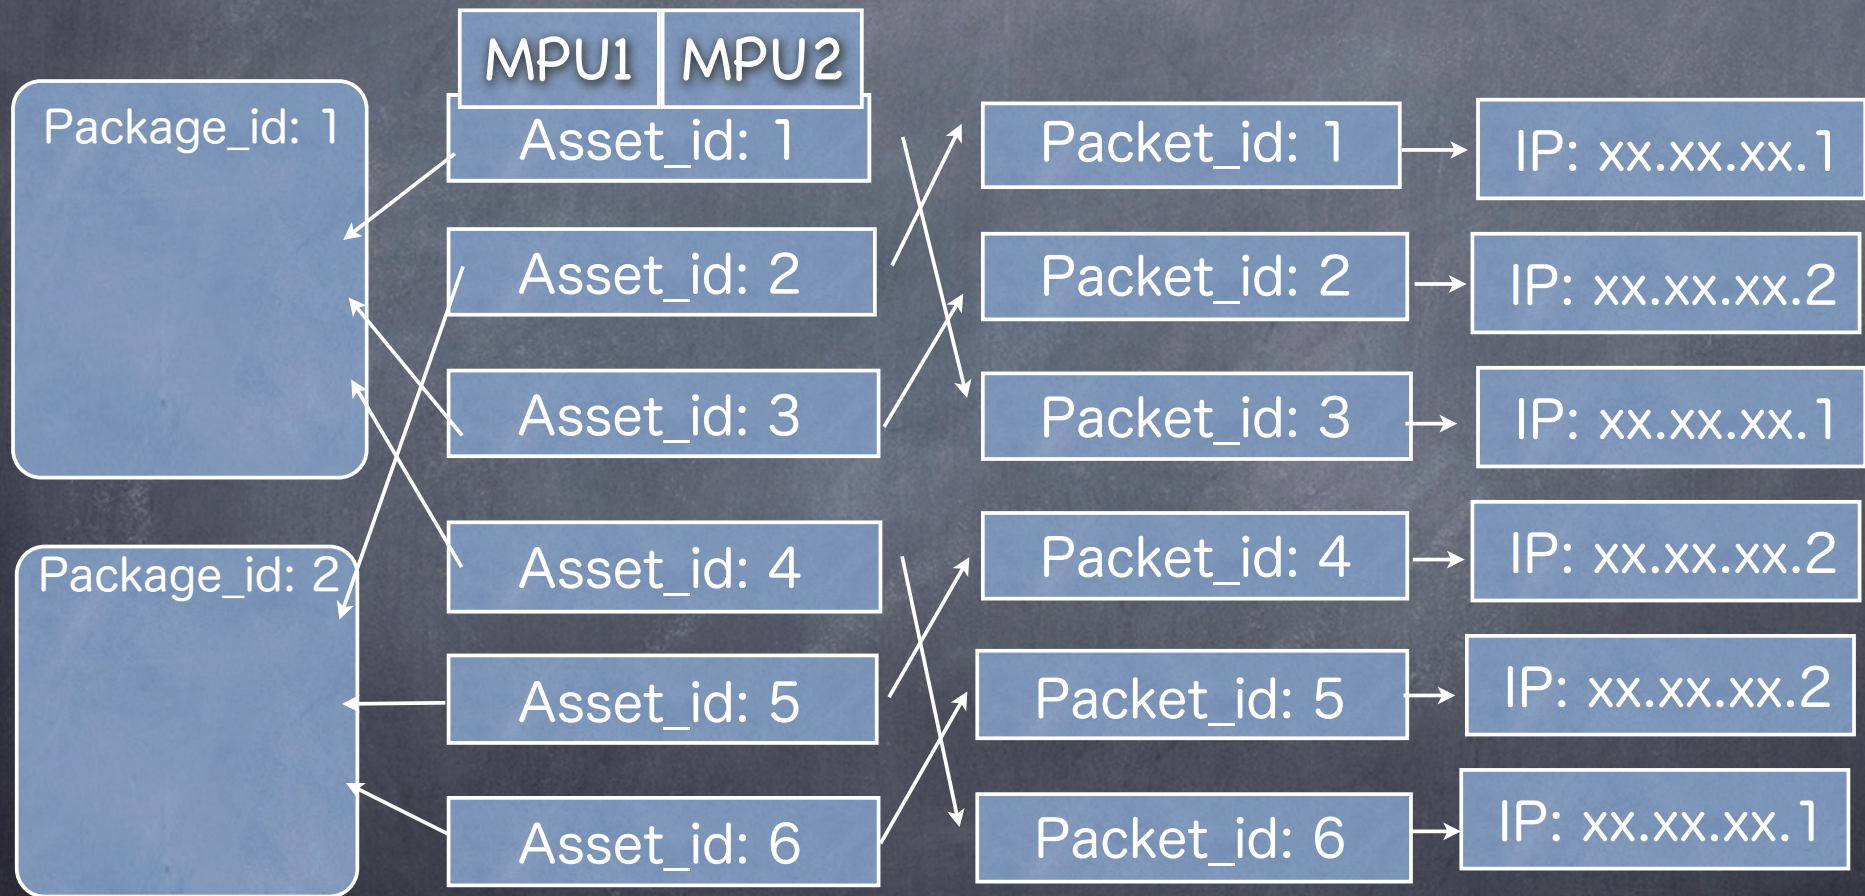 MPU1 MPU2
Package_id: 1
Asset_id: 1
Packet_id: 1
IP: xx.xx.xx.1
Asset_id: 2
Packet_id: 2
IP: xx.xx.xx.2
Asset_id: 3
Packet_id: 3
IP: xx.xx.xx.1
Package_id: 2
Asset_id: 4
Packet_id: 4
IP: xx.xx.xx.2
Asset_id: 5
Packet_id: 5
IP: xx.xx.xx.2
Asset_id: 6
Packet_id: 6
IP: xx.xx.xx.1